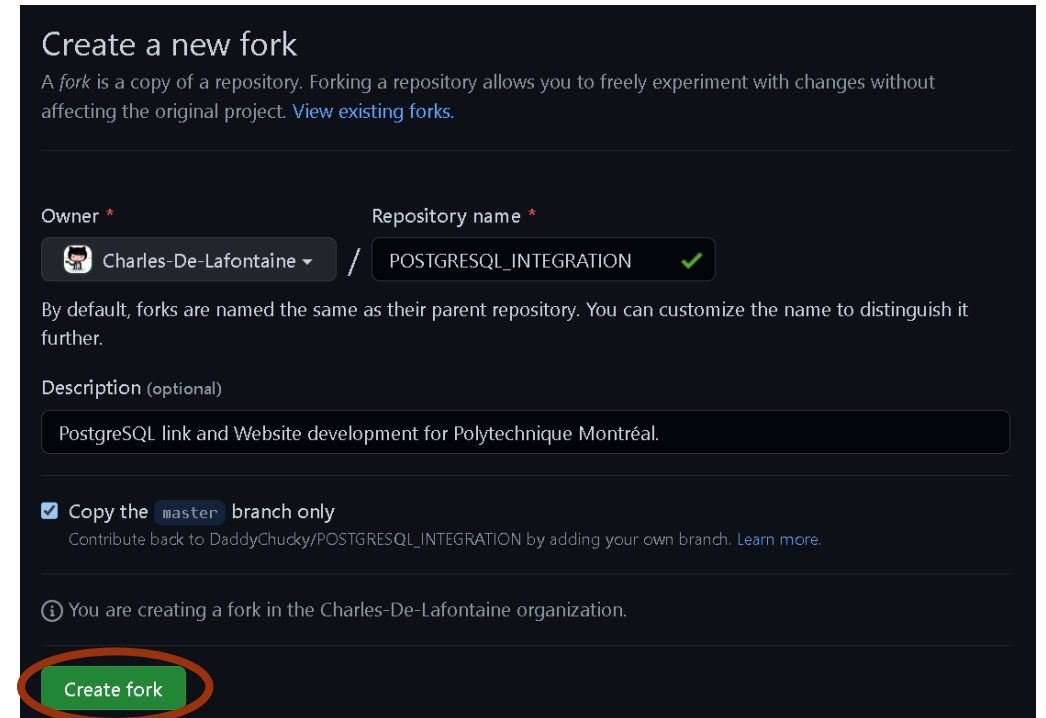 Create a new fork
A fork is a copy of a repository. Forking a repository allows you to freely experiment with changes without
affecting the original project. View existing forks.
Owner * Repository name *
Charles-De-Lafontaine / POSTGRESQL_INTEGRATION
By default, forks are named the same as their parent repository. You can customize the name to distinguish it
further.
Description (optional)
PostgreSQL link and Website development for Polytechnique Montréal.
Copy the master branch only
Contribute back to DaddyChucky/POSTGRESQL_INTEGRATION by adding your own branch. Learn more.
You are creating a fork in the Charles-De-Lafontaine organization.
Create fork